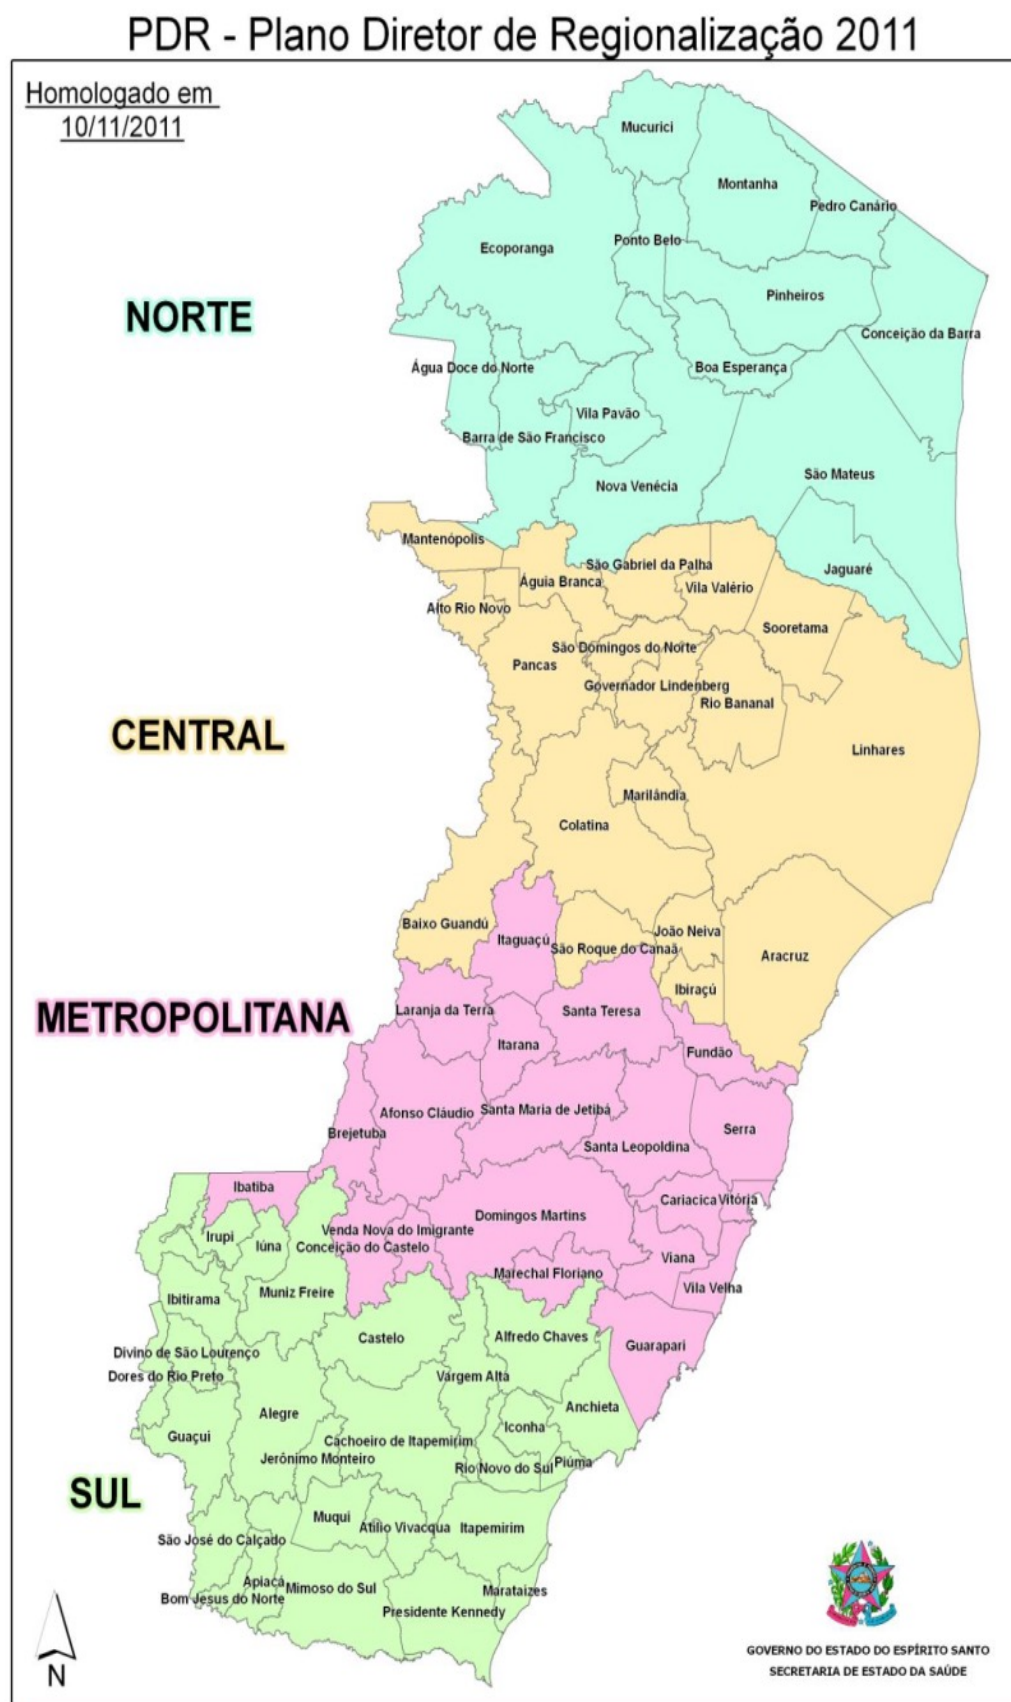 PDR - Plano Diretor de Regionalização 2011
Homologado em
10/11/2011
Mucurici
Montanha
Pedro Canário
Ecoporanga
Ponto Belo
Pinheiros
NORTE
Conceição da Barra
Água Doce do Norte
Boa Esperança
Vila Pavão
Barra de São Francisco
São Mateus
Nova Venécia
Mantenópolis
São Gabriel da Palha
Jaguaré
Águia Branca
Vila Valério
Alto Rio Novo
Sooretama
São Domingos do Norte
Pancas
Governador Lindenberg
Rio Bananal
CENTRAL
Linhares
Marilândia
Colatina
Baixo Guandú
João Neiva
Itaguaçú
São Roque do Canaã
Aracruz
Ibiraçú
METROPOLITANA
Laranja da Terra
Santa Teresa
Itarana
Fundão
Afonso Cláudio
Santa Maria de Jetibá
Brejetuba
Serra
Santa Leopoldina
Ibatiba
Cariacica
Vitória
Domingos Martins
Venda Nova do Imigrante
Irupi
Iúna
Conceição do Castelo
Viana
Marechal Floriano
Vila Velha
Muniz Freire
Ibitirama
Castelo
Alfredo Chaves
Guarapari
Divino de São Lourenço
Dores do Rio Preto
Vargem Alta
Anchieta
Alegre
Iconha
Guaçui
Cachoeiro de Itapemirim
Jerônimo Monteiro
Rio Novo do Sul
Piúma
SUL
Muqui
Atilio Vivacqua
Itapemirim
São José do Calçado
Apiacá
Mimoso do Sul
Marataizes
Bom Jesus do Norte
Presidente Kennedy
N
GOVERNO DO ESTADO DO ESPÍRITO SANTO
SECRETARIA DE ESTADO DA SAÚDE